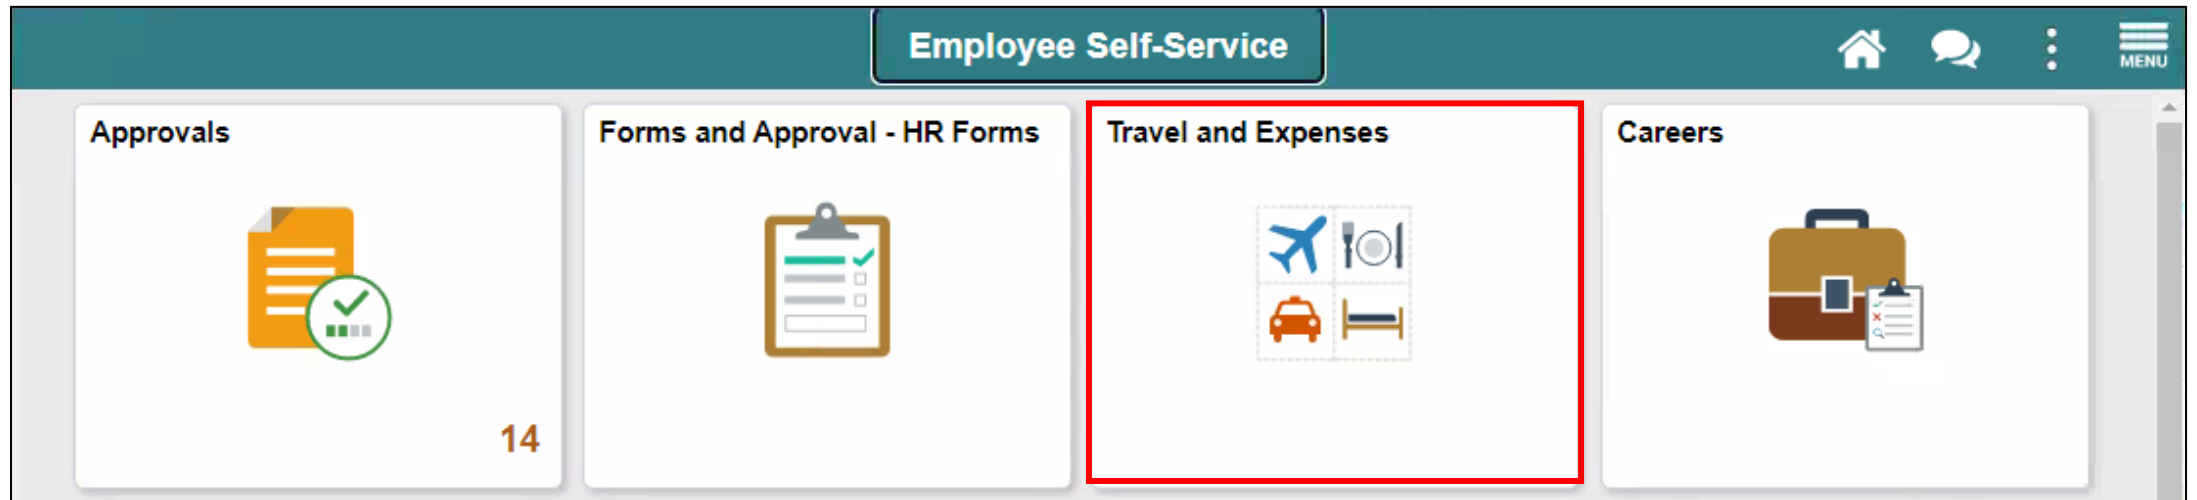 Employee Self-Service
MENU
Approvals
Forms and Approval - HR Forms
Travel and Expenses
Careers
14